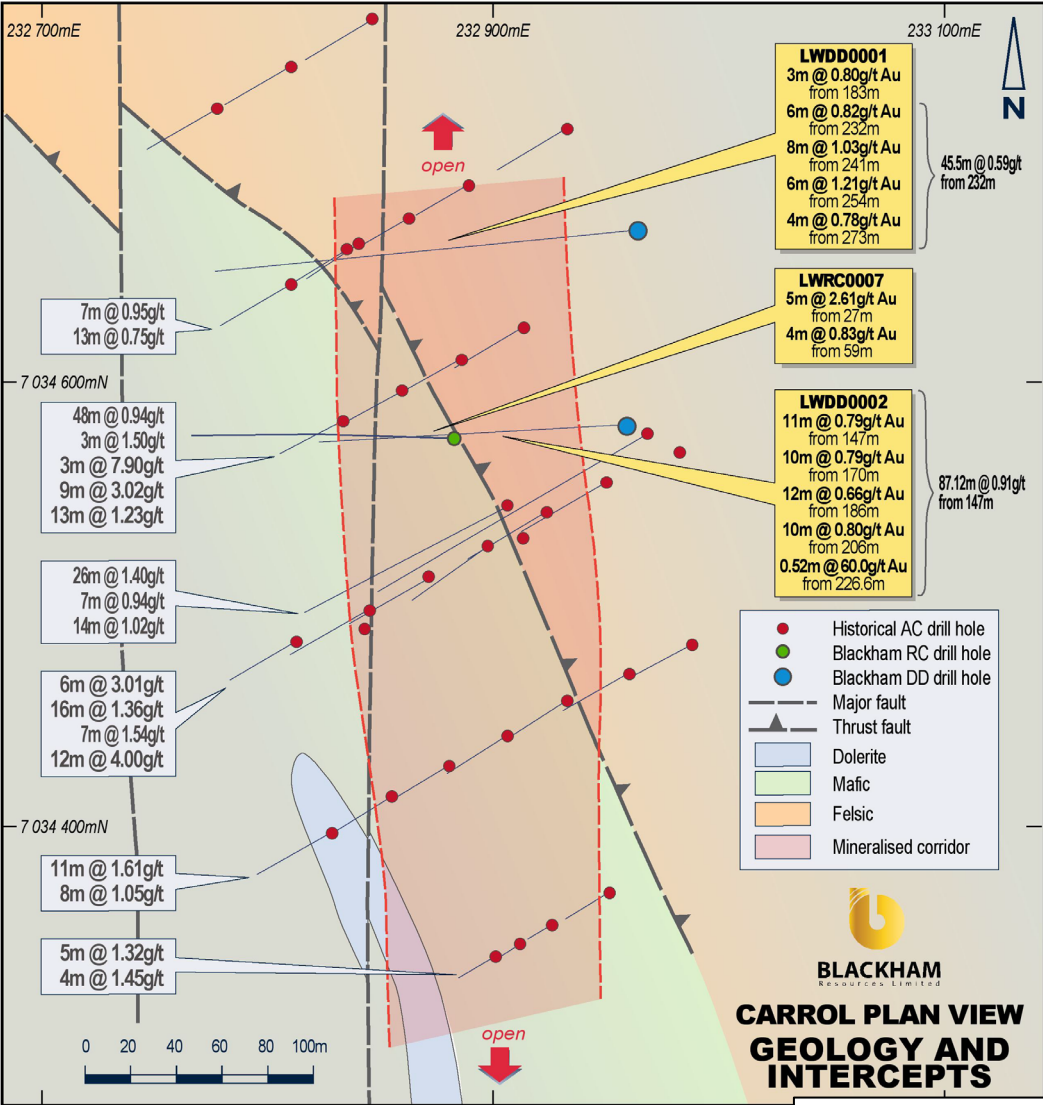 232 700mE
232 900mE
233 100mE
N
open
LWDD0001
3m @ 0.80g/t Au
from 183m
6m @ 0.82g/t Au
from 232m
8m @ 1.03g/t Au
from 241m
6m @ 1.21g/t Au
from 254m
4m @ 0.78g/t Au
from 273m
45.5m @ 0.59g/t
from 232m
LWRC0007
5m @ 2.61g/t Au
from 27m
4m @ 0.83g/t Au
from 59m
7m @ 0.95g/t
13m @ 0.75g/t
7 034 600mN
LWDD0002
11m @ 0.79g/t Au
from 147m
10m @ 0.79g/t Au
from 170m
12m @ 0.66g/t Au
from 186m
10m @ 0.80g/t Au
from 206m
0.52m @ 60.0g/t Au
from 226.6m
87.12m @ 0.91g/t
from 147m
48m @ 0.94g/t
3m @ 1.50g/t
3m @ 7.90g/t
9m @ 3.02g/t
13m @ 1.23g/t
26m @ 1.40g/t
7m @ 0.94g/t
14m @ 1.02g/t
6m @ 3.01g/t
16m @ 1.36g/t
7m @ 1.54g/t
12m @ 4.00g/t
Historical AC drill hole
Blackham RC drill hole
Blackham DD drill hole
Major fault
Thrust fault
Dolerite
Mafic
Felsic
Mineralised corridor
7 034 400mN
11m @ 1.61g/t
8m @ 1.05g/t
5m @ 1.32g/t
4m @ 1.45g/t
BLACKHAM
Resources Limited
open
0 20 40 60 80 100m
CARROL PLAN VIEW
GEOLOGY AND
INTERCEPTS